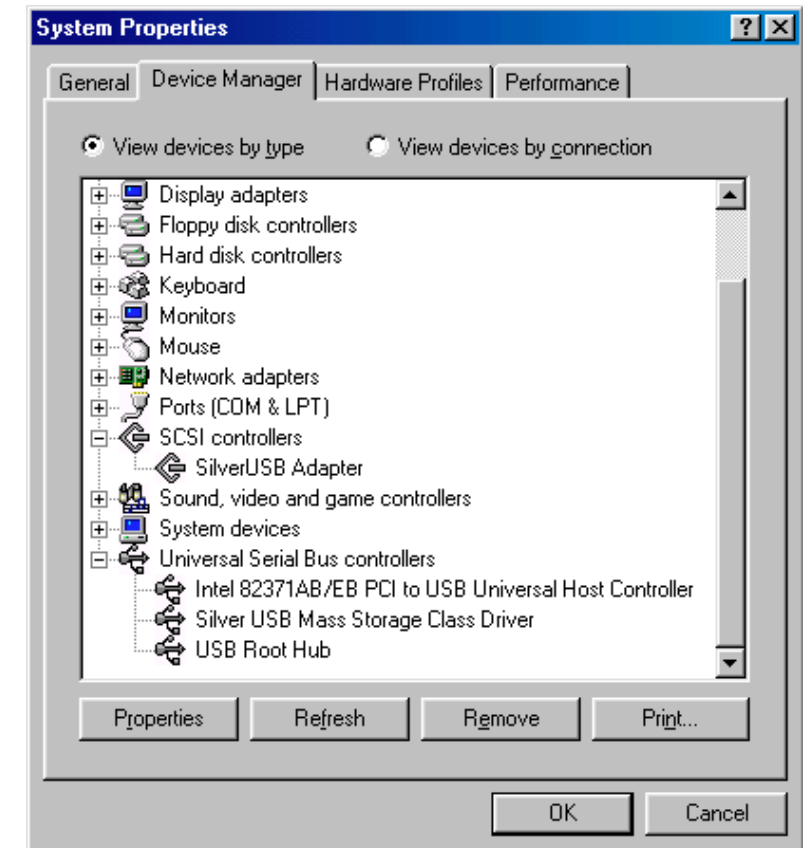 System Properties
General Device Manager Hardware Profiles Performance
View devices by type View devices by connection
Display adapters
Floppy disk controllers
Hard disk controllers
Keyboard
Monitors
Mouse
Network adapters
Ports (COM & LPT)
SCSI controllers
SilverUSB Adapter
Sound, video and game controllers
System devices
Universal Serial Bus controllers
Intel 82371AB/EB PCI to USB Universal Host Controller
Silver USB Mass Storage Class Driver
USB Root Hub
Properties Refresh Remove Print...
OK Cancel